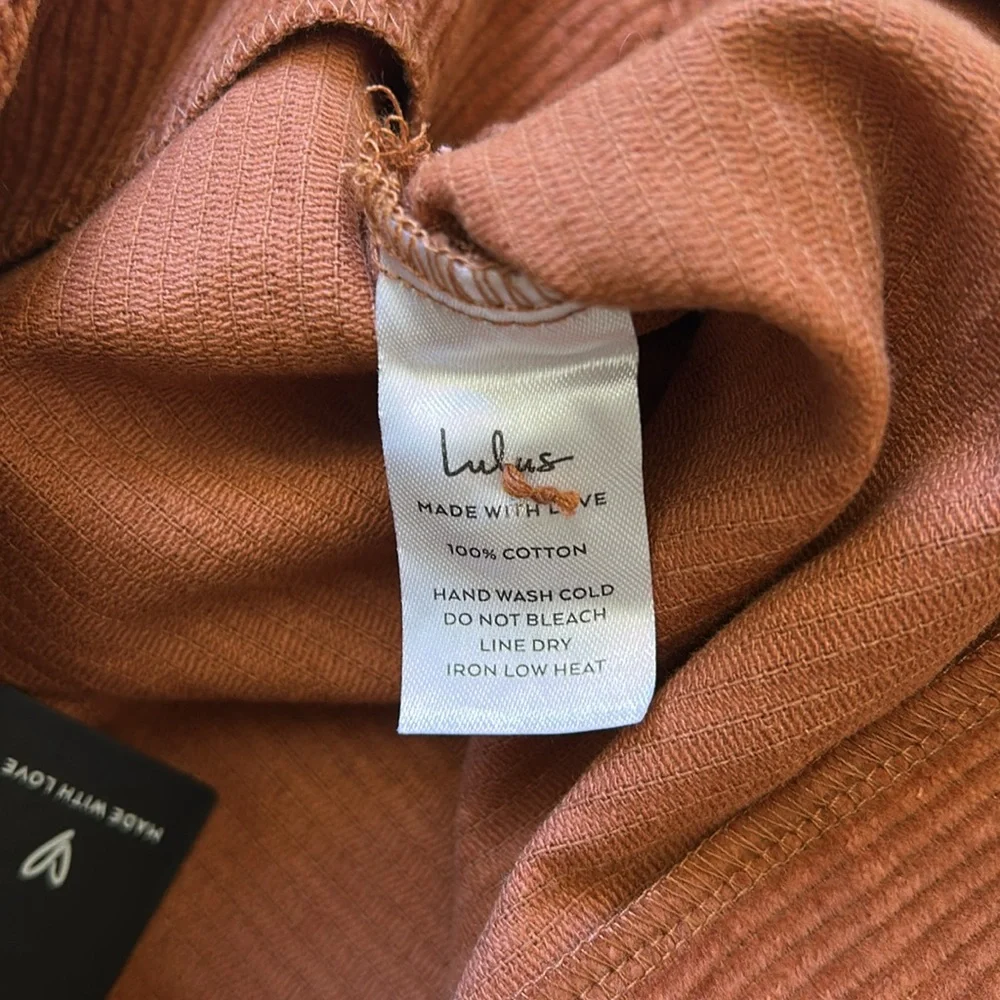 Lulus
MADE WITH LOVE
100% COTTON
HAND WASH COLD
DO NOT BLEACH
LINE DRY
IRON LOW HEAT
MADE WITH LOVE